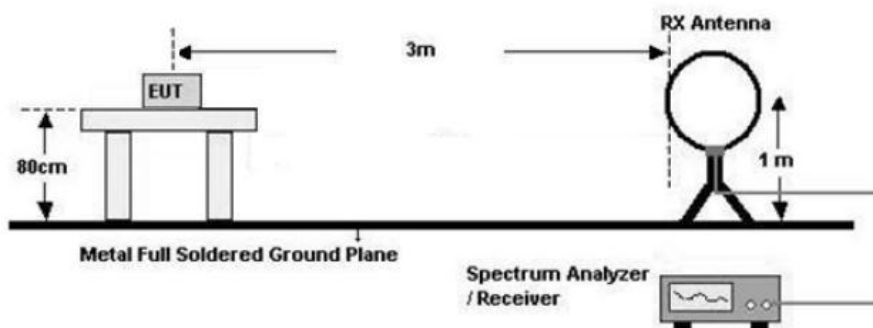 RX Antenna
3m
EUT
80cm
1 m
Metal Full Soldered Ground Plane
Spectrum Analyzer
/ Receiver